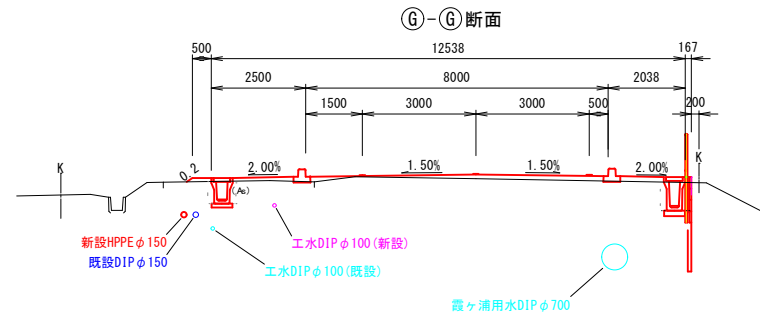 Ⓖ-Ⓖ断面
500 12538 167
2500 8000 2038
1500 3000 3000 500 200
K 0.2 2.00% 1.50% 1.50% 2.00% K
(As)
新設HPPEφ150
既設DIPφ150
工水DIPφ100(新設)
工水DIPφ100(既設)
霞ヶ浦用水DIPφ700